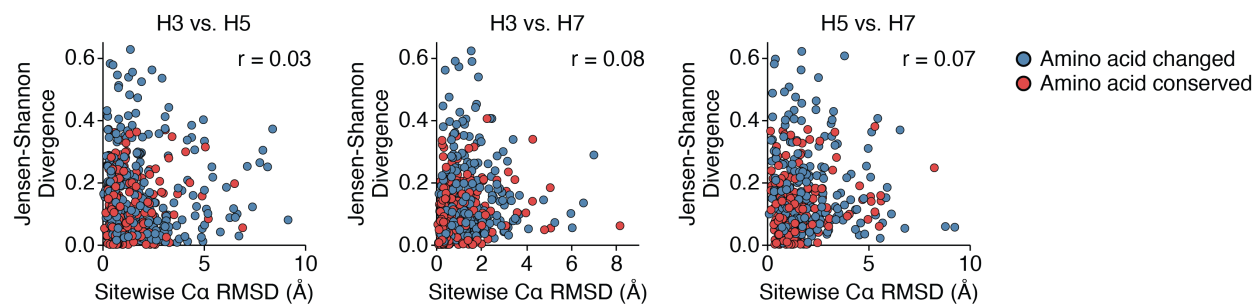 H3 vs. H5
Jensen-Shannon
Divergence
0.6
0.4
0.2
0.0
r = 0.03
0
5
10
Sitewise Cα RMSD (Å)
H3 vs. H7
Jensen-Shannon
Divergence
0.6
0.4
0.2
0.0
r = 0.08
0
2
4
6
8
Sitewise Cα RMSD (Å)
H5 vs. H7
Jensen-Shannon
Divergence
0.6
0.4
0.2
0.0
r = 0.07
0
5
10
Sitewise Cα RMSD (Å)
Amino acid changed
Amino acid conserved